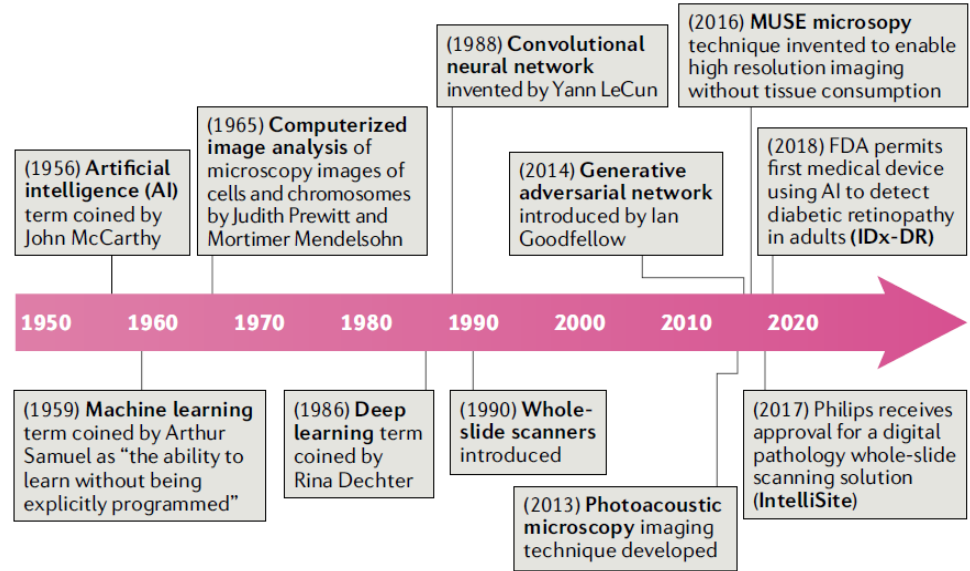 (1956) Artificial
intelligence (AI)
term coined by
John McCarthy
(1965) Computerized
image analysis of
microscopy images of
cells and chromosomes
by Judith Prewitt and
Mortimer Mendelsohn
(1988) Convolutional
neural network
invented by Yann LeCun
(2014) Generative
adversarial network
introduced by Ian
Goodfellow
(2016) MUSE microsopy
technique invented to enable
high resolution imaging
without tissue consumption
(2018) FDA permits
first medical device
using AI to detect
diabetic retinopathy
in adults (IDx-DR)
1950 1960 1970 1980 1990 2000 2010 2020
(1959) Machine learning
term coined by Arthur
Samuel as “the ability to
learn without being
explicitly programmed”
(1986) Deep
learning term
coined by
Rina Dechter
(1990) Whole-
slide scanners
introduced
(2013) Photoacoustic
microscopy imaging
technique developed
(2017) Philips receives
approval for a digital
pathology whole-slide
scanning solution
(IntelliSite)